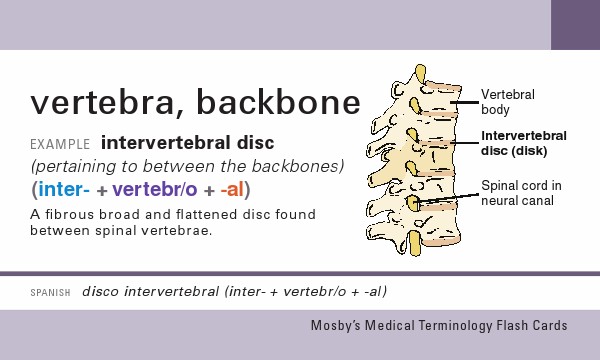 vertebra, backbone
EXAMPLE intervertebral disc
(pertaining to between the backbones)
(inter- + vertebr/o + -al)
A fibrous broad and flattened disc found
between spinal vertebrae.
Vertebral
body
Intervertebral
disc (disk)
Spinal cord in
neural canal
SPANISH disco intervertebral (inter- + vertebr/o + -al)
Mosby's Medical Terminology Flash Cards